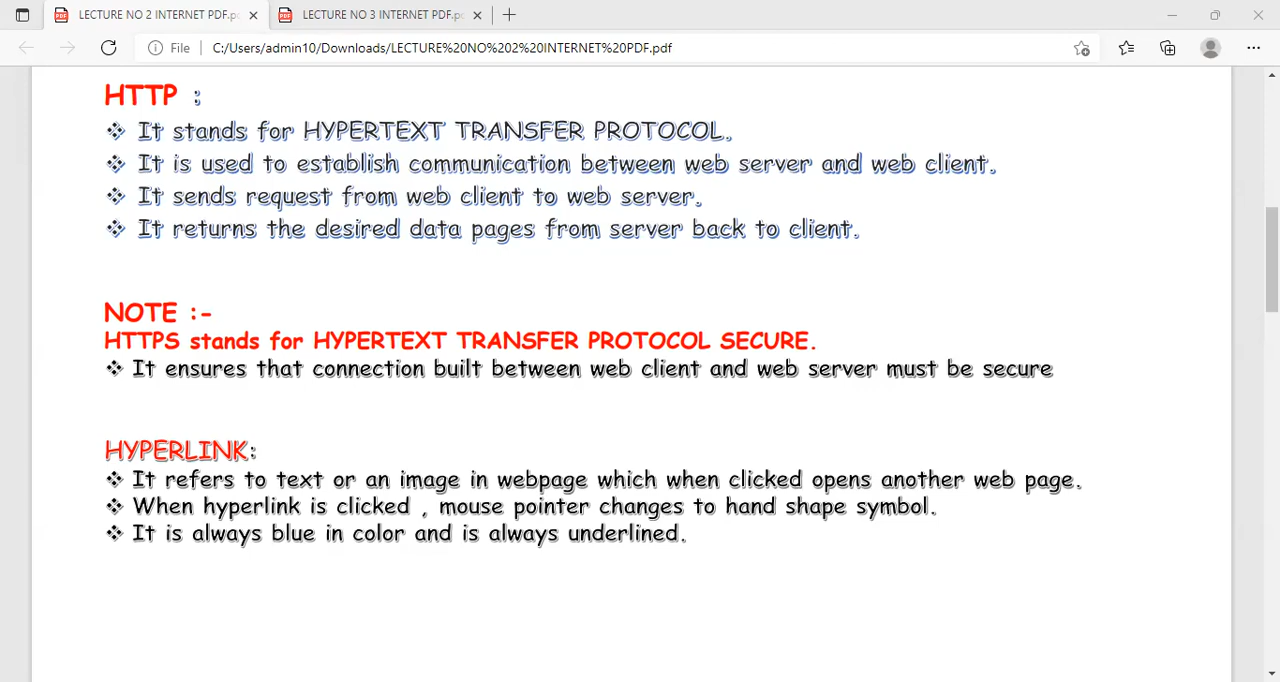 LECTURE NO 2 INTERNET PDF.p
LECTURE NO 3 INTERNET PDF.p
File | C:/Users/admin10/Downloads/LECTURE%20NO%202%20INTERNET%20PDF.pdf
HTTP :
❖ It stands for HYPERTEXT TRANSFER PROTOCOL.
❖ It is used to establish communication between web server and web client.
❖ It sends request from web client to web server.
❖ It returns the desired data pages from server back to client.
NOTE :-
HTTPS stands for HYPERTEXT TRANSFER PROTOCOL SECURE.
❖ It ensures that connection built between web client and web server must be secure
HYPERLINK:
❖ It refers to text or an image in webpage which when clicked opens another web page.
❖ When hyperlink is clicked , mouse pointer changes to hand shape symbol.
❖ It is always blue in color and is always underlined.